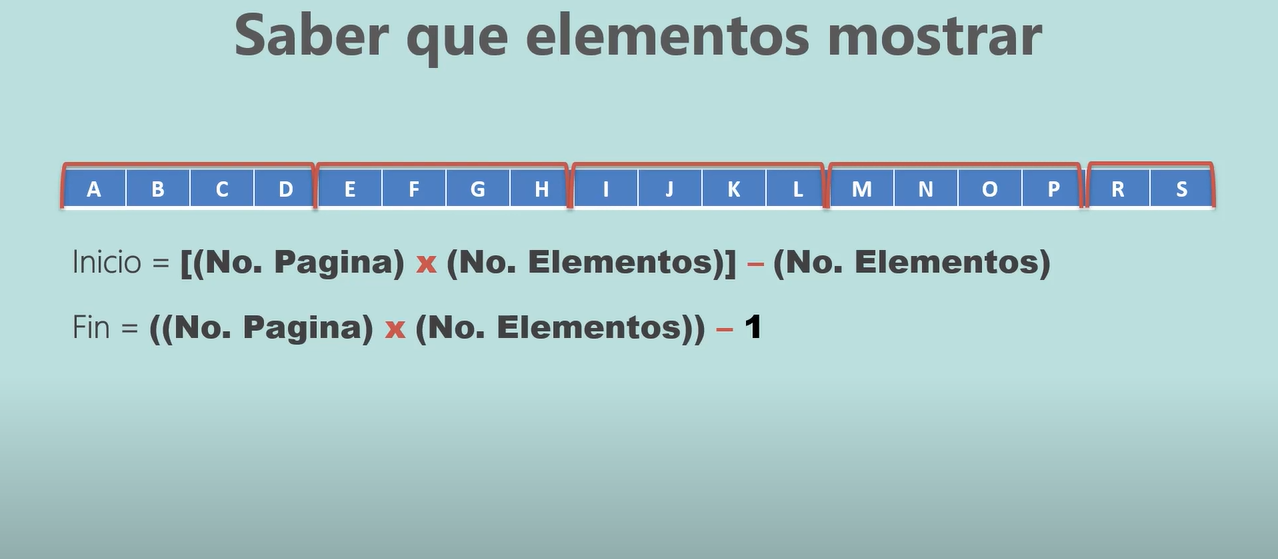 Saber que elementos mostrar
A B C D E F G H I J K L M N O P R S
Inicio = [(No. Pagina) x (No. Elementos)] – (No. Elementos)
Fin = ((No. Pagina) x (No. Elementos)) – 1